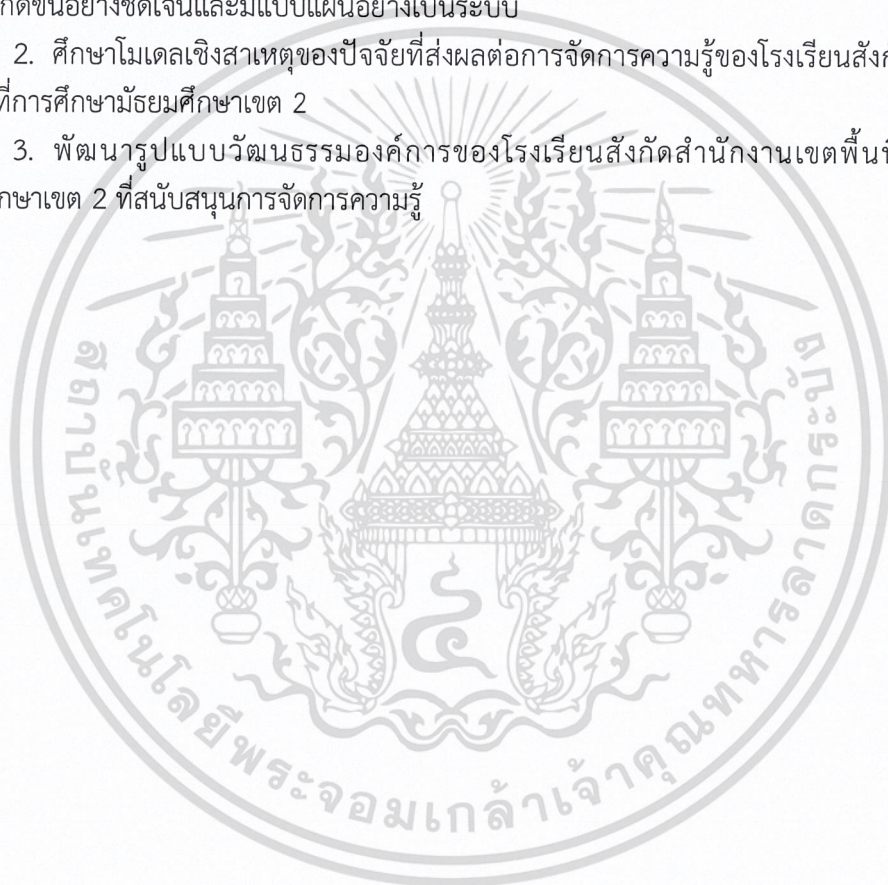 กิดขึ้นอย่างชัดเจนและมีแบบแผนอย่างเป็นระบบ
2. ศึกษาโมเดลเชิงสาเหตุของปัจจัยที่ส่งผลต่อการจัดการความรู้ของโรงเรียนสังก
ที่การศึกษามัธยมศึกษาเขต 2
3. พัฒนารูปแบบวัฒนธรรมองค์การของโรงเรียนสังกัดสำนักงานเขตพื้นที่
กษาเขต 2 ที่สนับสนุนการจัดการความรู้
สถาบันเทคโนโลยีพระจอมเกล้าเจ้าคุณทหารลาดกระบัง
๔